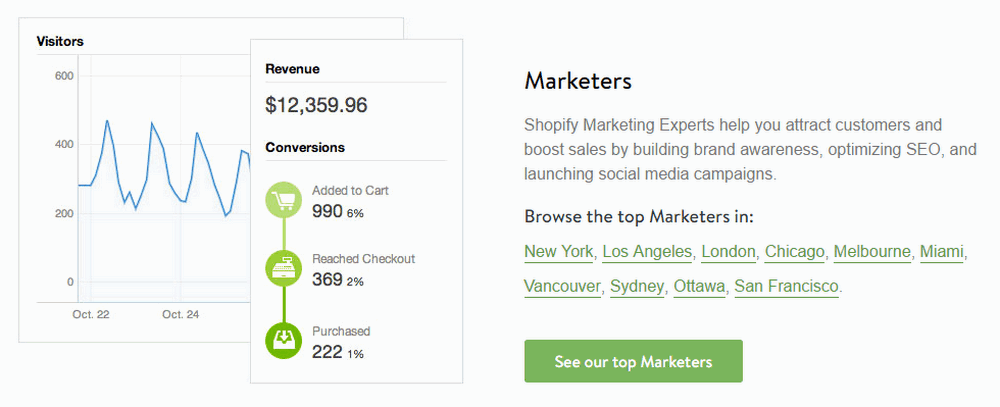 Visitors
600
400
200
0
Oct. 22
Oct. 24
Revenue
$12,359.96
Conversions
Added to Cart
990 6%
Reached Checkout
369 2%
Purchased
222 1%
Marketers
Shopify Marketing Experts help you attract customers and
boost sales by building brand awareness, optimizing SEO, and
launching social media campaigns.
Browse the top Marketers in:
New York, Los Angeles, London, Chicago, Melbourne, Miami,
Vancouver, Sydney, Ottawa, San Francisco.
See our top Marketers